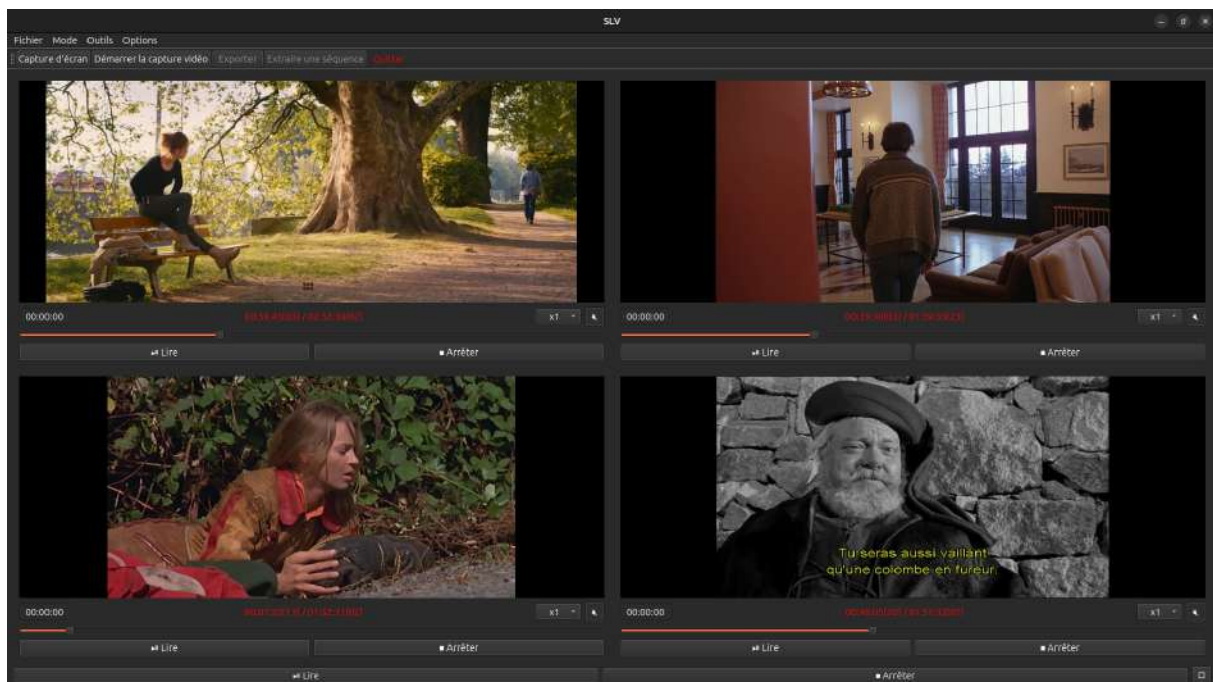 SLV
Fichier Mode Outils Options
Capture d'écran Démarrer la capture vidéo Exporter Extraire une séquence Quitter
00:00:00 x1
00:00:00 x1
Lire Arrêter
Lire Arrêter
Tu seras aussi vaillant
qu'une colombe en fureur.
00:00:00 x1
00:00:00 x1
Lire Arrêter
Lire Arrêter
Lire Arrêter